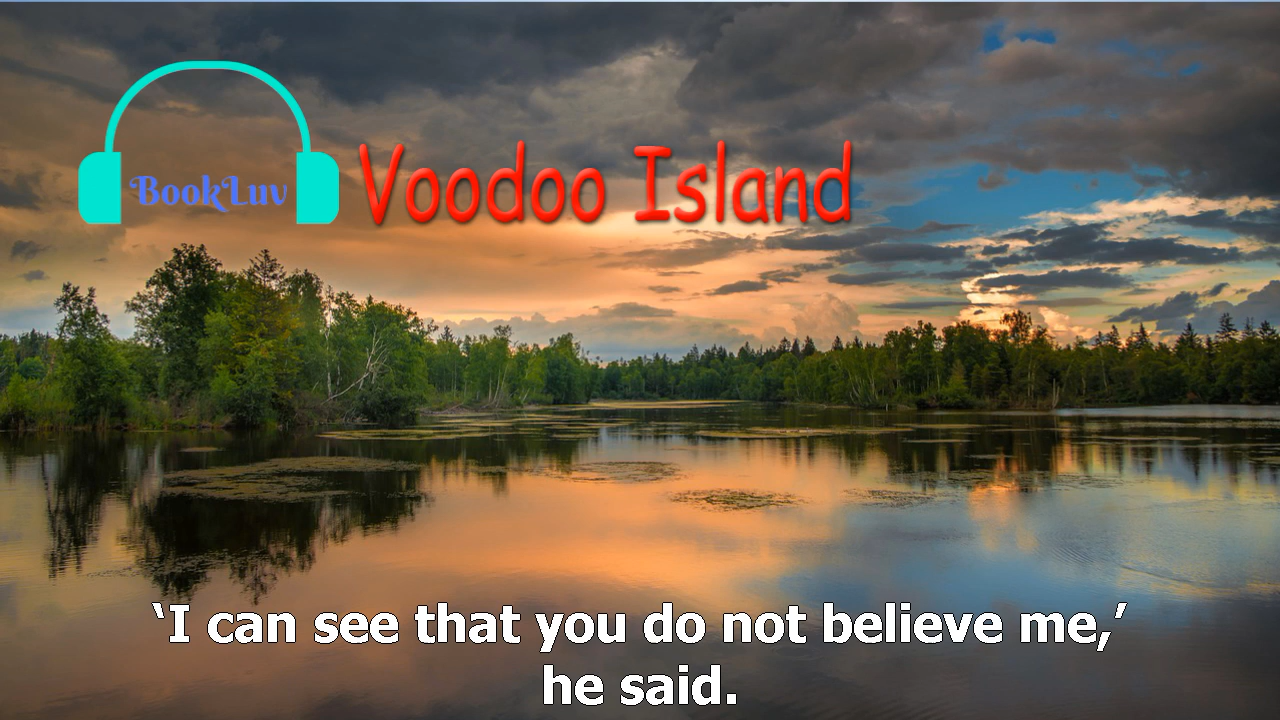 BookLuv
Voodoo Island
‘I can see that you do not believe me,’
he said.